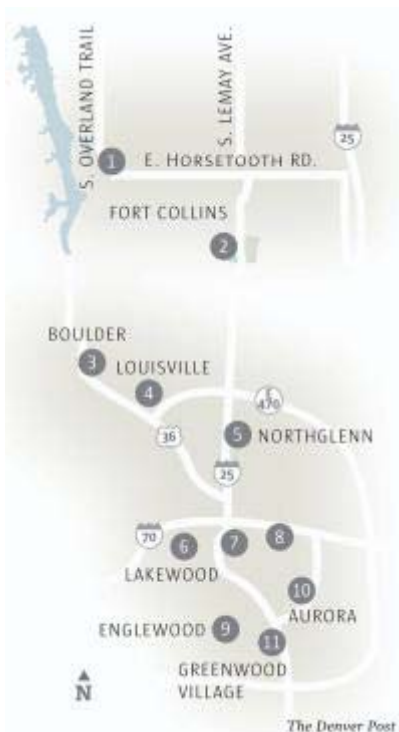 S. OVERLAND TRAIL
S. LEMAY AVE.
25
1
E. HORSETOOTH RD.
FORT COLLINS
2
BOULDER
3
LOUISVILLE
4
E
470
36
5
NORTHGLENN
25
70
6
7
8
LAKEWOOD
10
AURORA
ENGLEWOOD
9
11
GREENWOOD
VILLAGE
N
The Denver Post